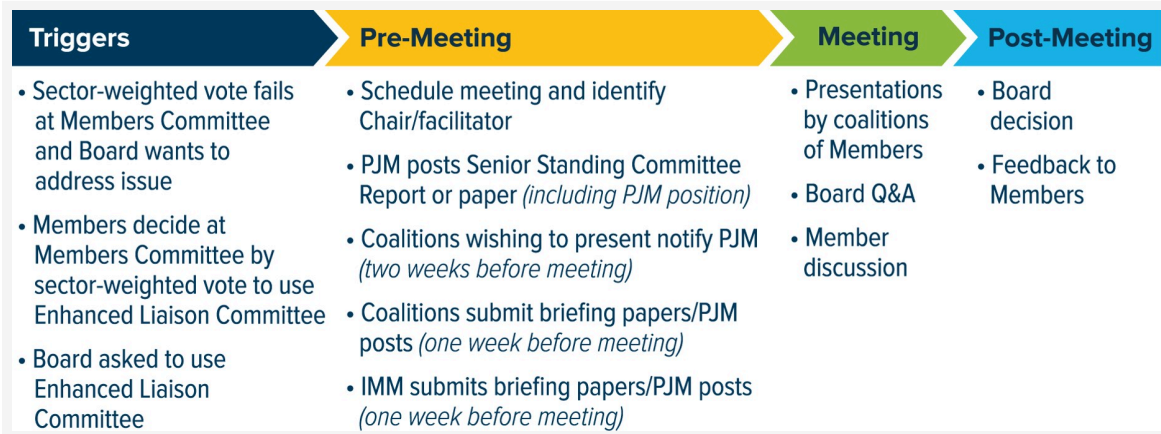 Triggers
• Sector-weighted vote fails
at Members Committee
and Board wants to
address issue
• Members decide at
Members Committee by
sector-weighted vote to use
Enhanced Liaison Committee
• Board asked to use
Enhanced Liaison
Committee
Pre-Meeting
• Schedule meeting and identify
Chair/facilitator
• PJM posts Senior Standing Committee
Report or paper (including PJM position)
• Coalitions wishing to present notify PJM
(two weeks before meeting)
• Coalitions submit briefing papers/PJM
posts (one week before meeting)
• IMM submits briefing papers/PJM posts
(one week before meeting)
Meeting
• Presentations
by coalitions
of Members
• Board Q&A
• Member
discussion
Post-Meeting
• Board
decision
• Feedback to
Members